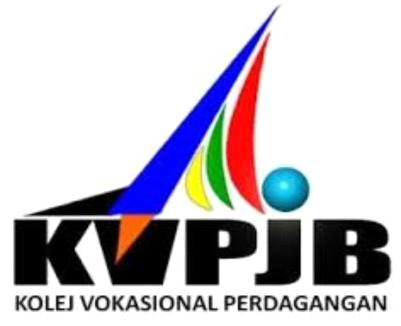 KVPJB
KOLEJ VOKASIONAL PERDAGANGAN